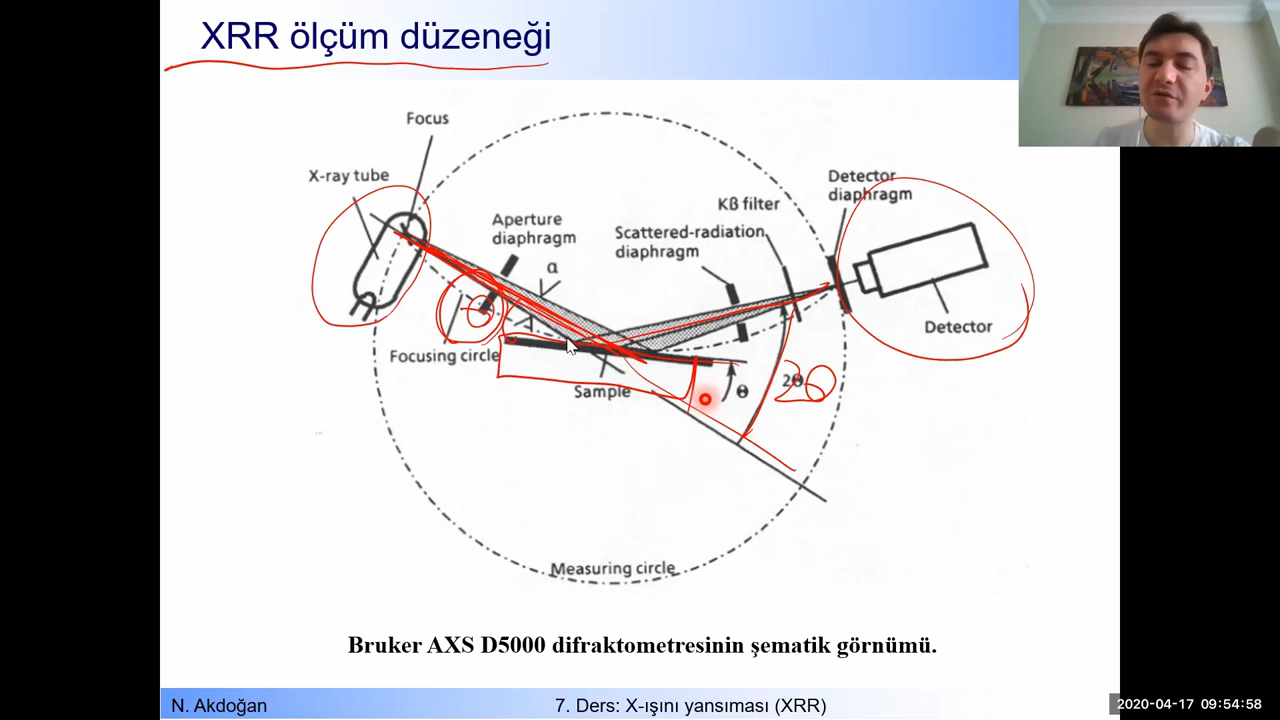 XRR ölçüm düzeneği
Focus
X-ray tube
Detector
diaphragm
Kß filter
Aperture
diaphragm
Scattered-radiation
diaphragm
α
Θ
Focusing circle
Detector
Sample
Θ
2Θ
2Θ
Measuring circle
Bruker AXS D5000 difraktometresinin şematik görnümü.
N. Akdoğan
7. Ders: X-ışını yansıması (XRR)
2020-04-17 09:54:58